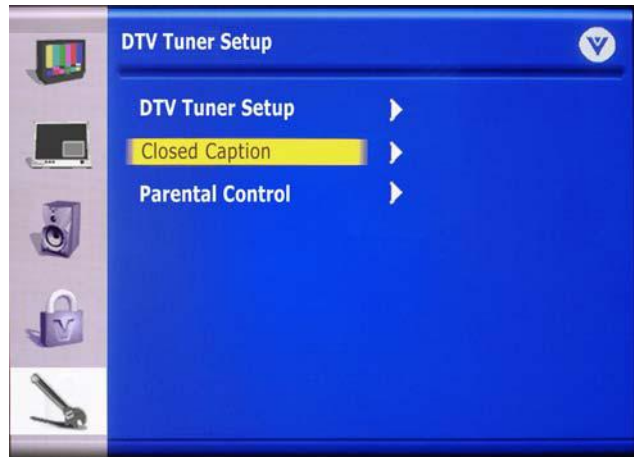 DTV Tuner Setup
V
DTV Tuner Setup
Closed Caption
Parental Control
V